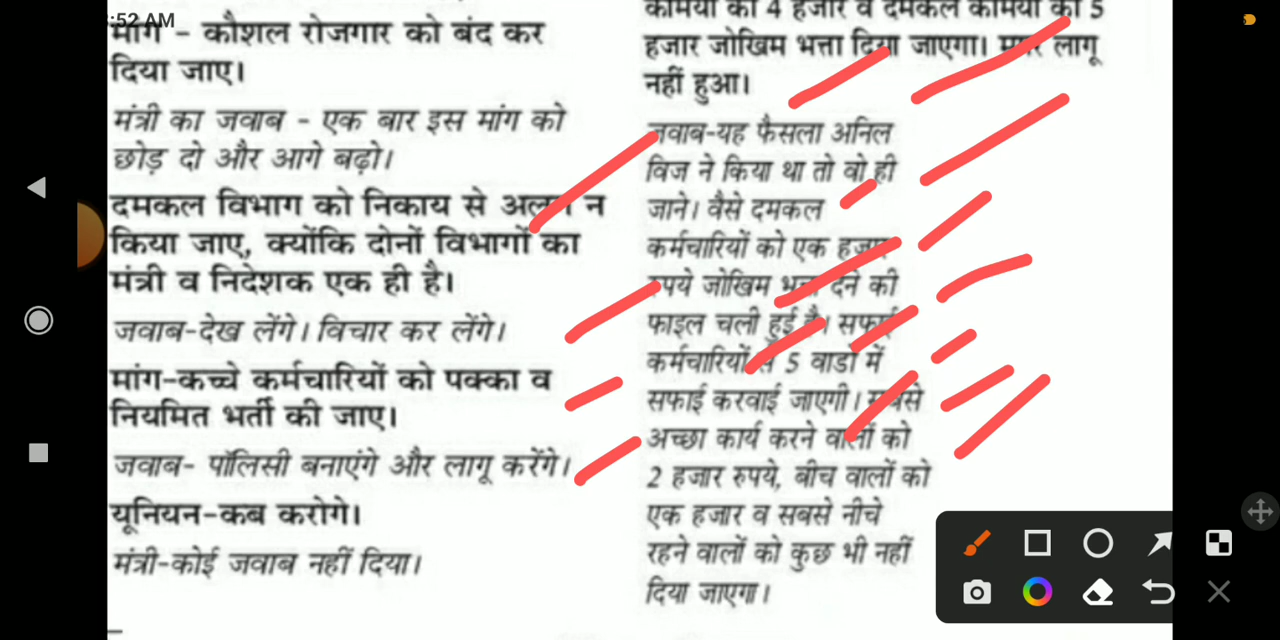 :52 AM
मांग - कौशल रोजगार को बंद कर
दिया जाए।
मंत्री का जवाब - एक बार इस मांग को
छोड़ दो और आगे बढ़ो।
दमकल विभाग को निकाय से अलग न
किया जाए, क्योंकि दोनों विभागों का
मंत्री व निदेशक एक ही है।
जवाब-देख लेंगे। विचार कर लेंगे।
मांग-कच्चे कर्मचारियों को पक्का व
नियमित भर्ती की जाए।
जवाब- पॉलिसी बनाएंगे और लागू करेंगे।
यूनियन-कब करोगे।
मंत्री-कोई जवाब नहीं दिया।
कर्मियों को 4 हजार व दमकल कर्मियों को 5
हजार जोखिम भत्ता दिया जाएगा। मगर लागू
नहीं हुआ।
जवाब-यह फैसला अनिल
विज ने किया था तो वो ही
जाने। वैसे दमकल
कर्मचारियों को एक हजार
रुपये जोखिम भत्ता देने की
फाइल चली हुई है। सफाई
कर्मचारियों से 5 वार्डों में
सफाई करवाई जाएगी। सबसे
अच्छा कार्य करने वालों को
2 हजार रुपये, बीच वालों को
एक हजार व सबसे नीचे
रहने वालों को कुछ भी नहीं
दिया जाएगा।